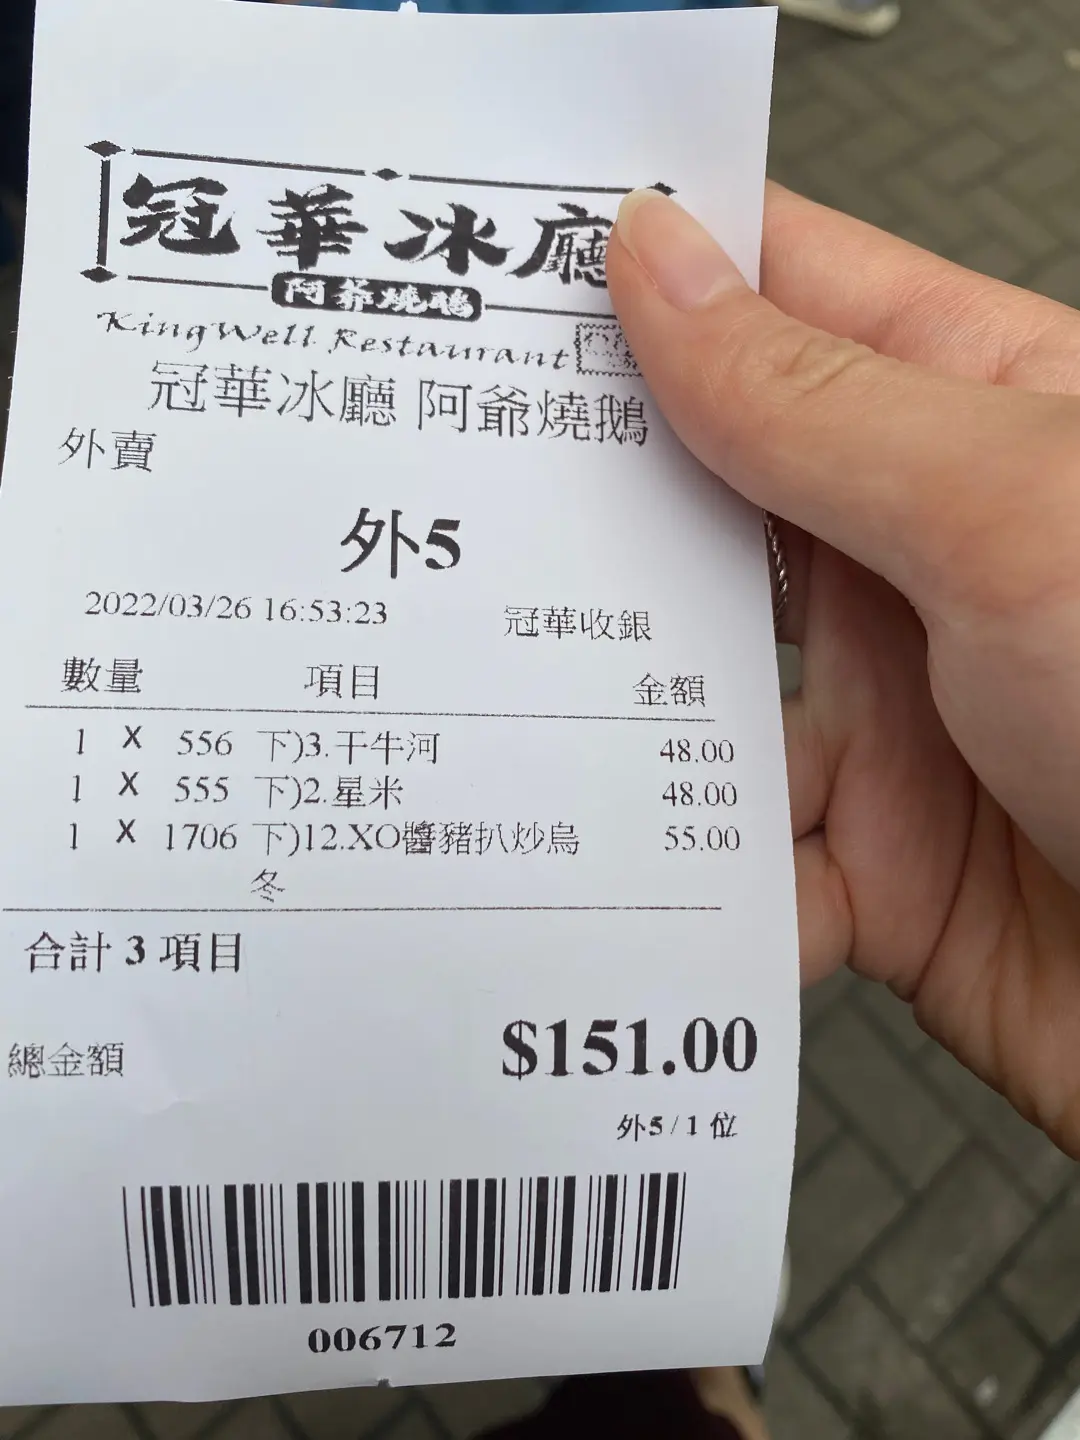 冠華冰廳
阿爺燒鵝
KingWell Restaurant
冠華冰廳 阿爺燒鵝
外賣
外5
2022/03/26 16:53:23 冠華收銀
數量 項目 金額
1 X 556 下)3.干牛河 48.00
1 X 555 下)2.星米 48.00
1 X 1706 下)12.XO醬豬扒炒烏 55.00
冬
合計 3 項目
總金額 $151.00
外5 / 1 位
006712